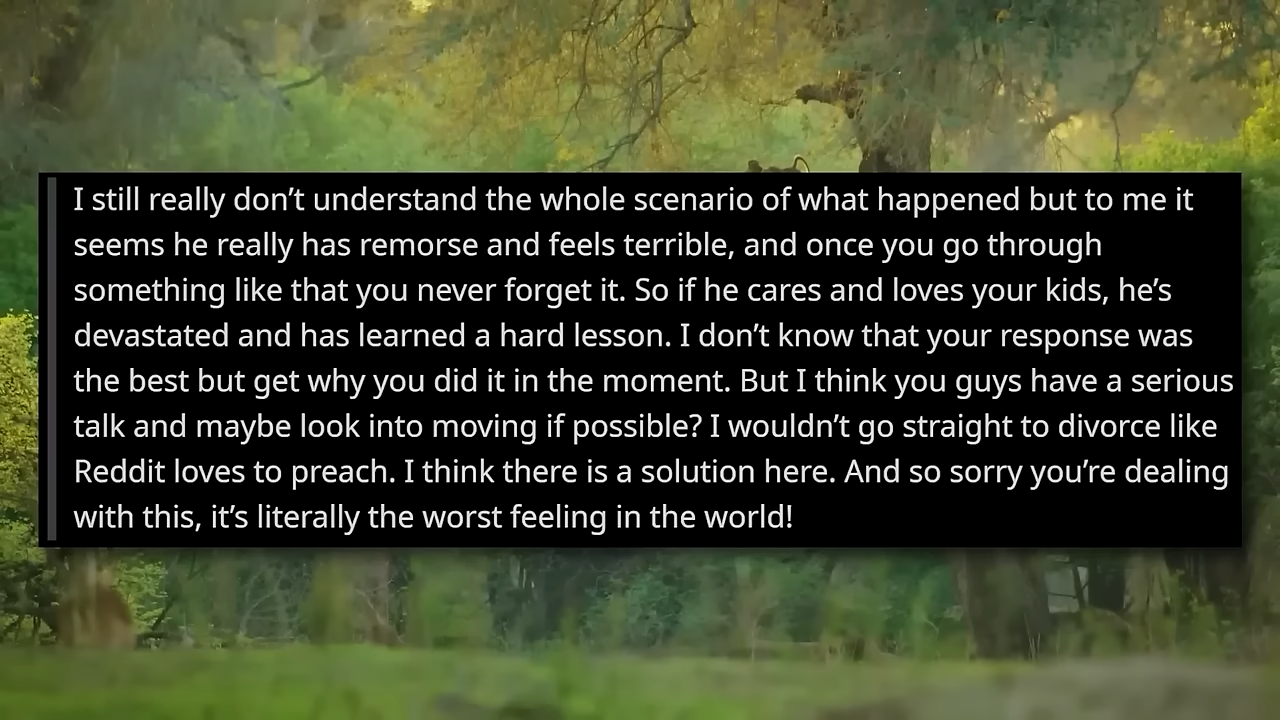 I still really don’t understand the whole scenario of what happened but to me it
seems he really has remorse and feels terrible, and once you go through
something like that you never forget it. So if he cares and loves your kids, he’s
devastated and has learned a hard lesson. I don’t know that your response was
the best but get why you did it in the moment. But I think you guys have a serious
talk and maybe look into moving if possible? I wouldn’t go straight to divorce like
Reddit loves to preach. I think there is a solution here. And so sorry you’re dealing
with this, it’s literally the worst feeling in the world!